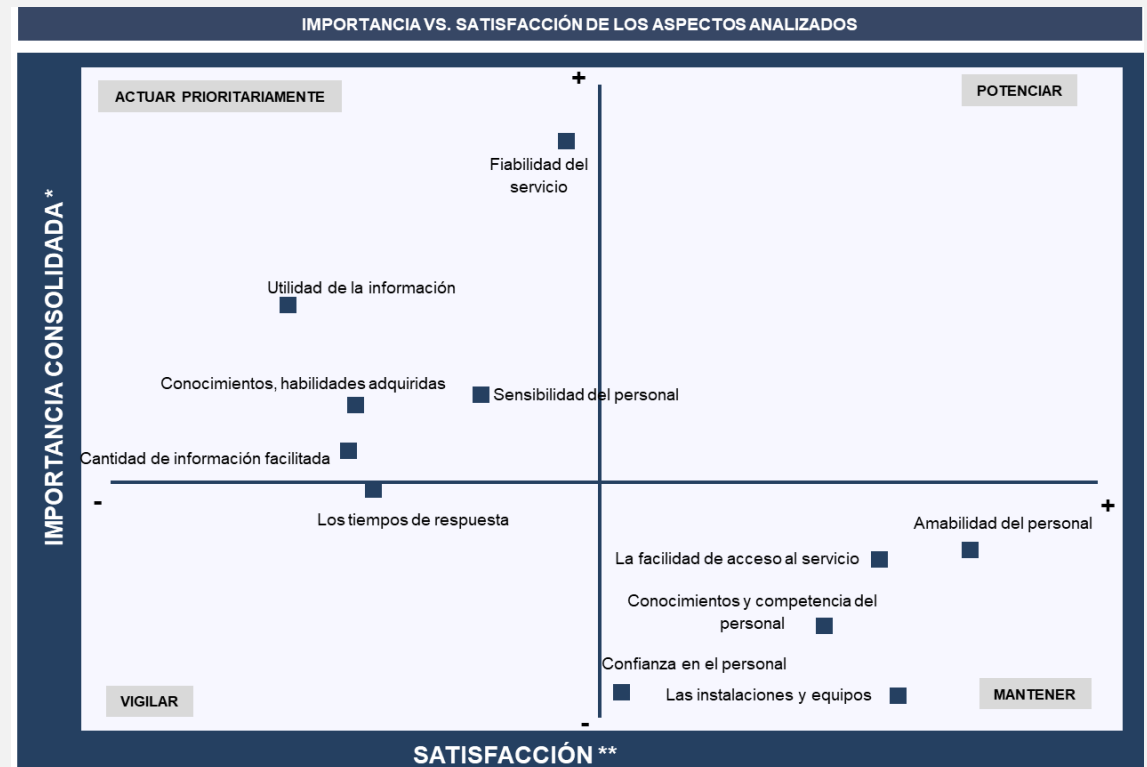 IMPORTANCIA VS. SATISFACCIÓN DE LOS ASPECTOS ANALIZADOS
+
ACTUAR PRIORITARIAMENTE
POTENCIAR
Fiabilidad del
servicio
IMPORTANCIA CONSOLIDADA *
Utilidad de la información
Conocimientos, habilidades adquiridas
Sensibilidad del personal
Cantidad de información facilitada
-
+
Los tiempos de respuesta
Amabilidad del personal
La facilidad de acceso al servicio
Conocimientos y competencia del
personal
Confianza en el personal
Las instalaciones y equipos
MANTENER
VIGILAR
-
SATISFACCIÓN **